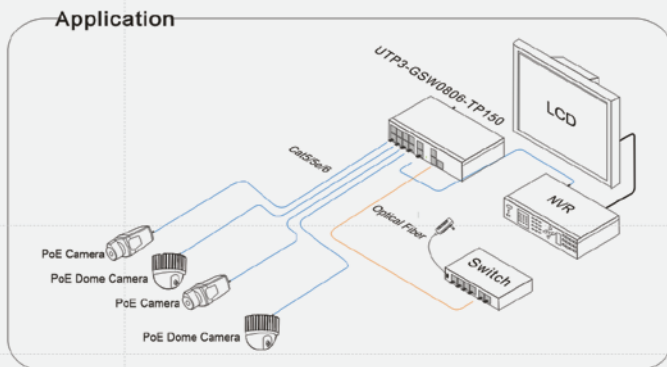 Application
UTP3-GSW0806-TP150
LCD
Cat5/5e/6
NVR
Optical Fiber
Switch
PoE Camera
PoE Dome Camera
PoE Camera
PoE Dome Camera